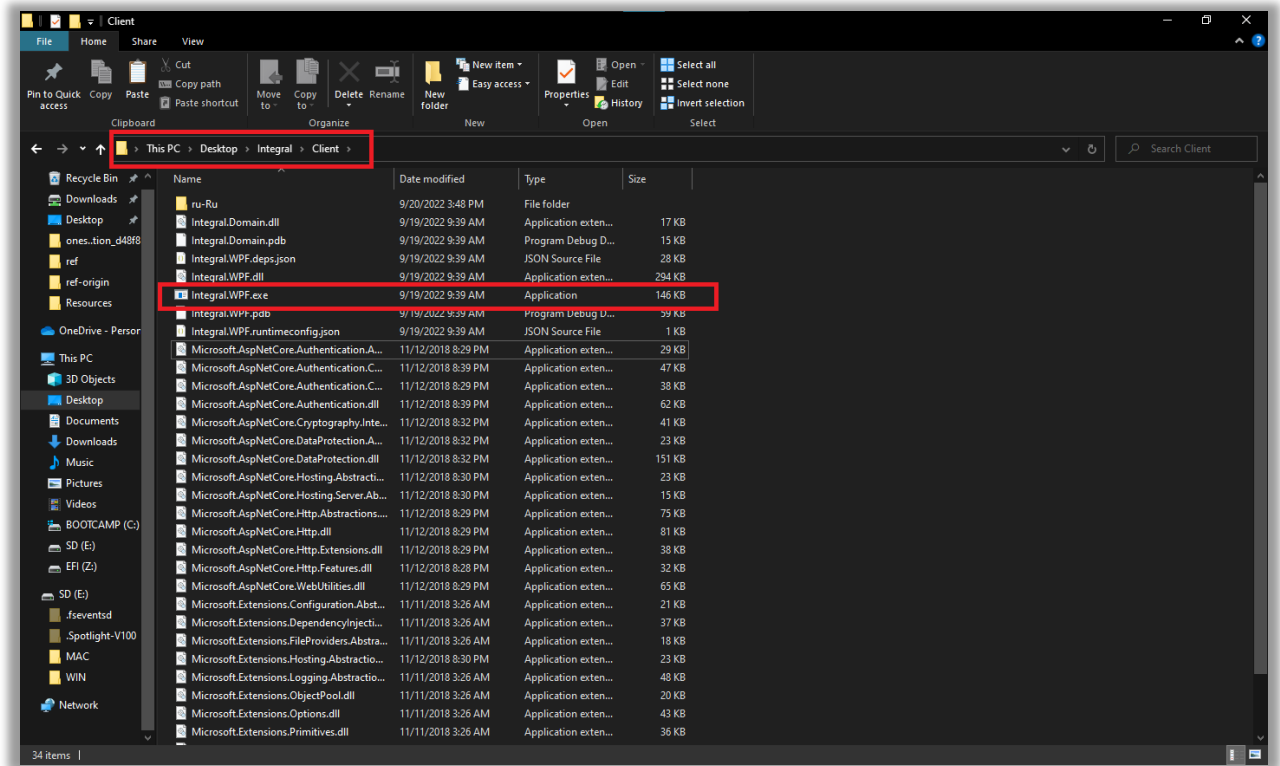 Client
File Home Share View
Pin to Quick access
Copy
Paste
Cut
Copy path
Paste shortcut
Clipboard
Move to
Copy to
Delete
Rename
Organize
New folder
New item
Easy access
New
Properties
Open
Edit
History
Open
Select all
Select none
Invert selection
Select
This PC > Desktop > Integral > Client >
Search Client
Recycle Bin
Downloads
Desktop
ones..tion_d48f8
ref
ref-origin
Resources
OneDrive - Person
This PC
3D Objects
Desktop
Documents
Downloads
Music
Pictures
Videos
BOOTCAMP (C:)
SD (E:)
EFI (Z:)
SD (E:)
.fseventsd
.Spotlight-V100
MAC
WIN
Network
Name Date modified Type Size
ru-Ru 9/20/2022 3:48 PM File folder
Integral.Domain.dll 9/19/2022 9:39 AM Application exten... 17 KB
Integral.Domain.pdb 9/19/2022 9:39 AM Program Debug D... 15 KB
Integral.WPF.deps.json 9/19/2022 9:39 AM JSON Source File 28 KB
Integral.WPF.dll 9/19/2022 9:39 AM Application exten... 294 KB
Integral.WPF.exe 9/19/2022 9:39 AM Application 146 KB
Integral.WPF.pdb 9/19/2022 9:39 AM Program Debug D... 59 KB
Integral.WPF.runtimeconfig.json 9/19/2022 9:39 AM JSON Source File 1 KB
Microsoft.AspNetCore.Authentication.A... 11/12/2018 8:29 PM Application exten... 29 KB
Microsoft.AspNetCore.Authentication.C... 11/12/2018 8:39 PM Application exten... 47 KB
Microsoft.AspNetCore.Authentication.C... 11/12/2018 8:29 PM Application exten... 38 KB
Microsoft.AspNetCore.Authentication.dll 11/12/2018 8:39 PM Application exten... 62 KB
Microsoft.AspNetCore.Cryptography.Inte... 11/12/2018 8:32 PM Application exten... 41 KB
Microsoft.AspNetCore.DataProtection.A... 11/12/2018 8:32 PM Application exten... 23 KB
Microsoft.AspNetCore.DataProtection.dll 11/12/2018 8:32 PM Application exten... 151 KB
Microsoft.AspNetCore.Hosting.Abstracti... 11/12/2018 8:30 PM Application exten... 23 KB
Microsoft.AspNetCore.Hosting.Server.Ab... 11/12/2018 8:30 PM Application exten... 15 KB
Microsoft.AspNetCore.Http.Abstractions.... 11/12/2018 8:29 PM Application exten... 75 KB
Microsoft.AspNetCore.Http.dll 11/12/2018 8:29 PM Application exten... 81 KB
Microsoft.AspNetCore.Http.Extensions.dll 11/12/2018 8:29 PM Application exten... 38 KB
Microsoft.AspNetCore.Http.Features.dll 11/12/2018 8:28 PM Application exten... 32 KB
Microsoft.AspNetCore.WebUtilities.dll 11/12/2018 8:29 PM Application exten... 65 KB
Microsoft.Extensions.Configuration.Abst... 11/11/2018 3:26 AM Application exten... 21 KB
Microsoft.Extensions.DependencyInjecti... 11/11/2018 3:26 AM Application exten... 37 KB
Microsoft.Extensions.FileProviders.Abstra... 11/11/2018 3:26 AM Application exten... 18 KB
Microsoft.Extensions.Hosting.Abstractio... 11/12/2018 8:30 PM Application exten... 23 KB
Microsoft.Extensions.Logging.Abstractio... 11/11/2018 3:26 AM Application exten... 48 KB
Microsoft.Extensions.ObjectPool.dll 11/11/2018 3:26 AM Application exten... 20 KB
Microsoft.Extensions.Options.dll 11/11/2018 3:26 AM Application exten... 43 KB
Microsoft.Extensions.Primitives.dll 11/11/2018 3:26 AM Application exten... 36 KB
34 items